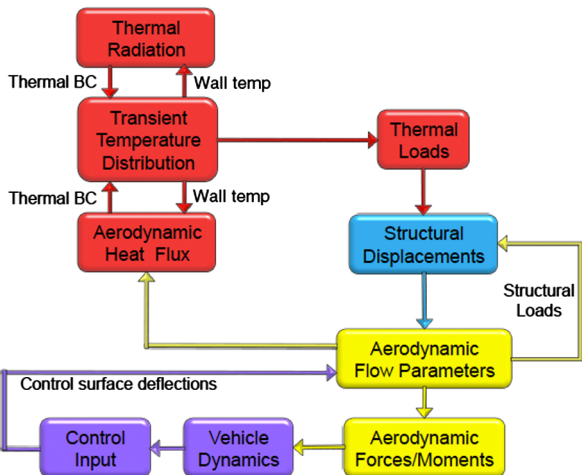 Thermal
Radiation
Thermal BC
Wall temp
Transient
Temperature
Distribution
Thermal
Loads
Thermal BC
Wall temp
Aerodynamic
Heat Flux
Structural
Displacements
Structural
Loads
Aerodynamic
Flow Parameters
Control surface deflections
Control
Input
Vehicle
Dynamics
Aerodynamic
Forces/Moments